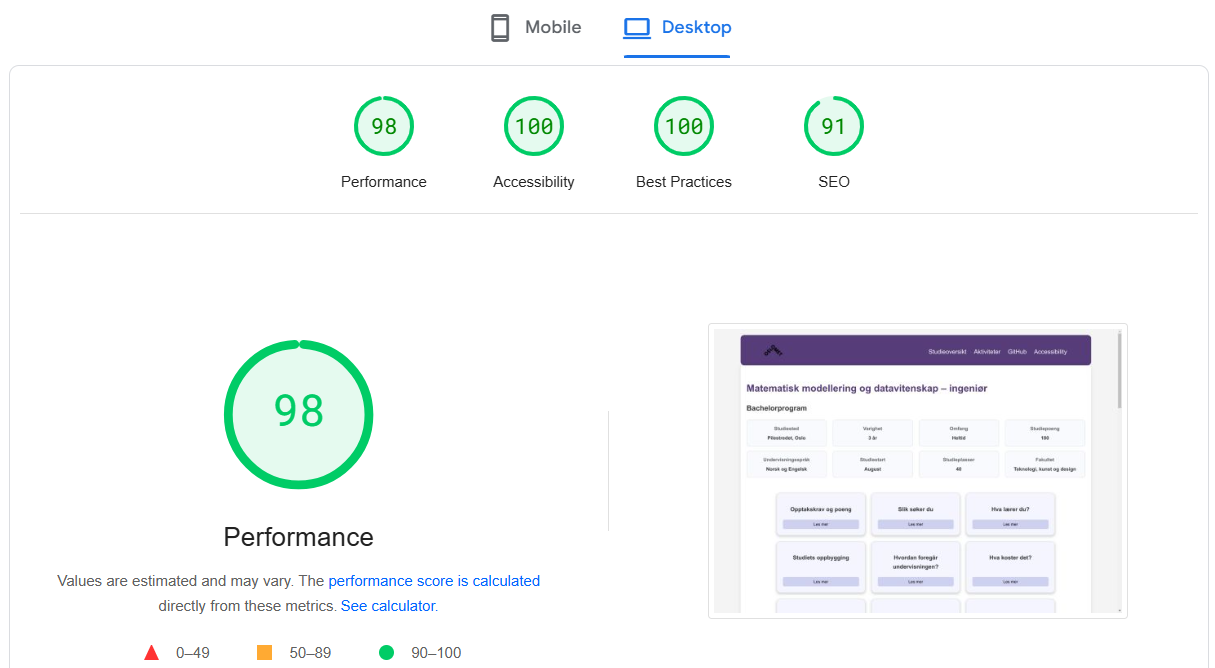 Mobile Desktop
98 100 100 91
Performance Accessibility Best Practices SEO
98
Performance
Values are estimated and may vary. The performance score is calculated
directly from these metrics. See calculator.
0–49 50–89 90–100
Studieoversikt Aktiviteter GitHub Accessibility
Matematisk modellering og datavitenskap – ingeniør
Bachelorprogram
Studiested Varighet Omfang Studiepoeng
Pilestredet, Oslo 3 år Heltid 180
Undervisningsspråk Studiestart Studieplasser Fakultet
Norsk og Engelsk August 40 Teknologi, kunst og design
Opptakskrav og poeng Slik søker du Hva lærer du?
Les mer Les mer Les mer
Studiets oppbygging Hvordan foregår Hva koster det?
undervisningen?
Les mer Les mer Les mer